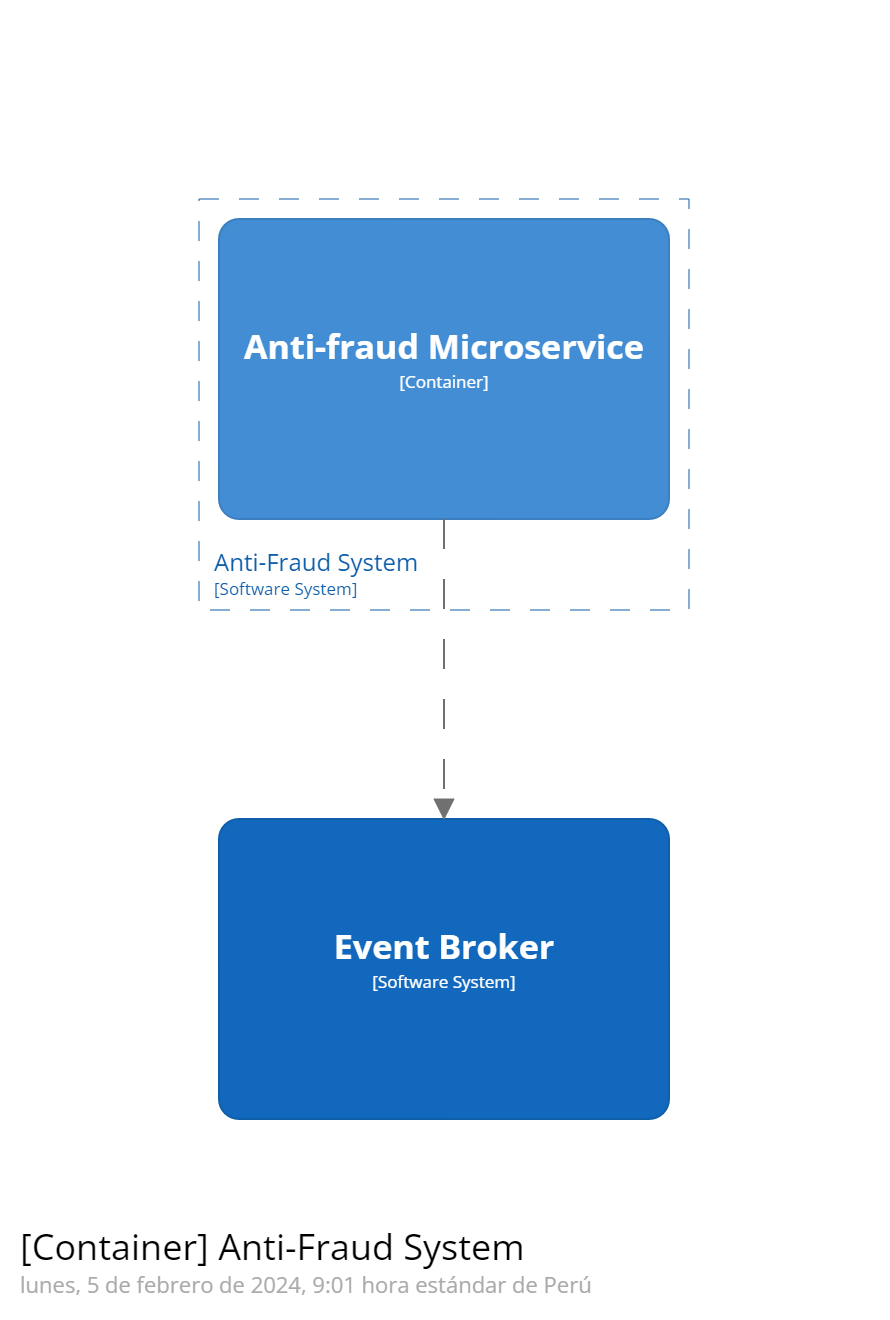 Anti-fraud Microservice
[Container]
Anti-Fraud System
[Software System]
Event Broker
[Software System]
[Container] Anti-Fraud System
lunes, 5 de febrero de 2024, 9:01 hora estándar de Perú